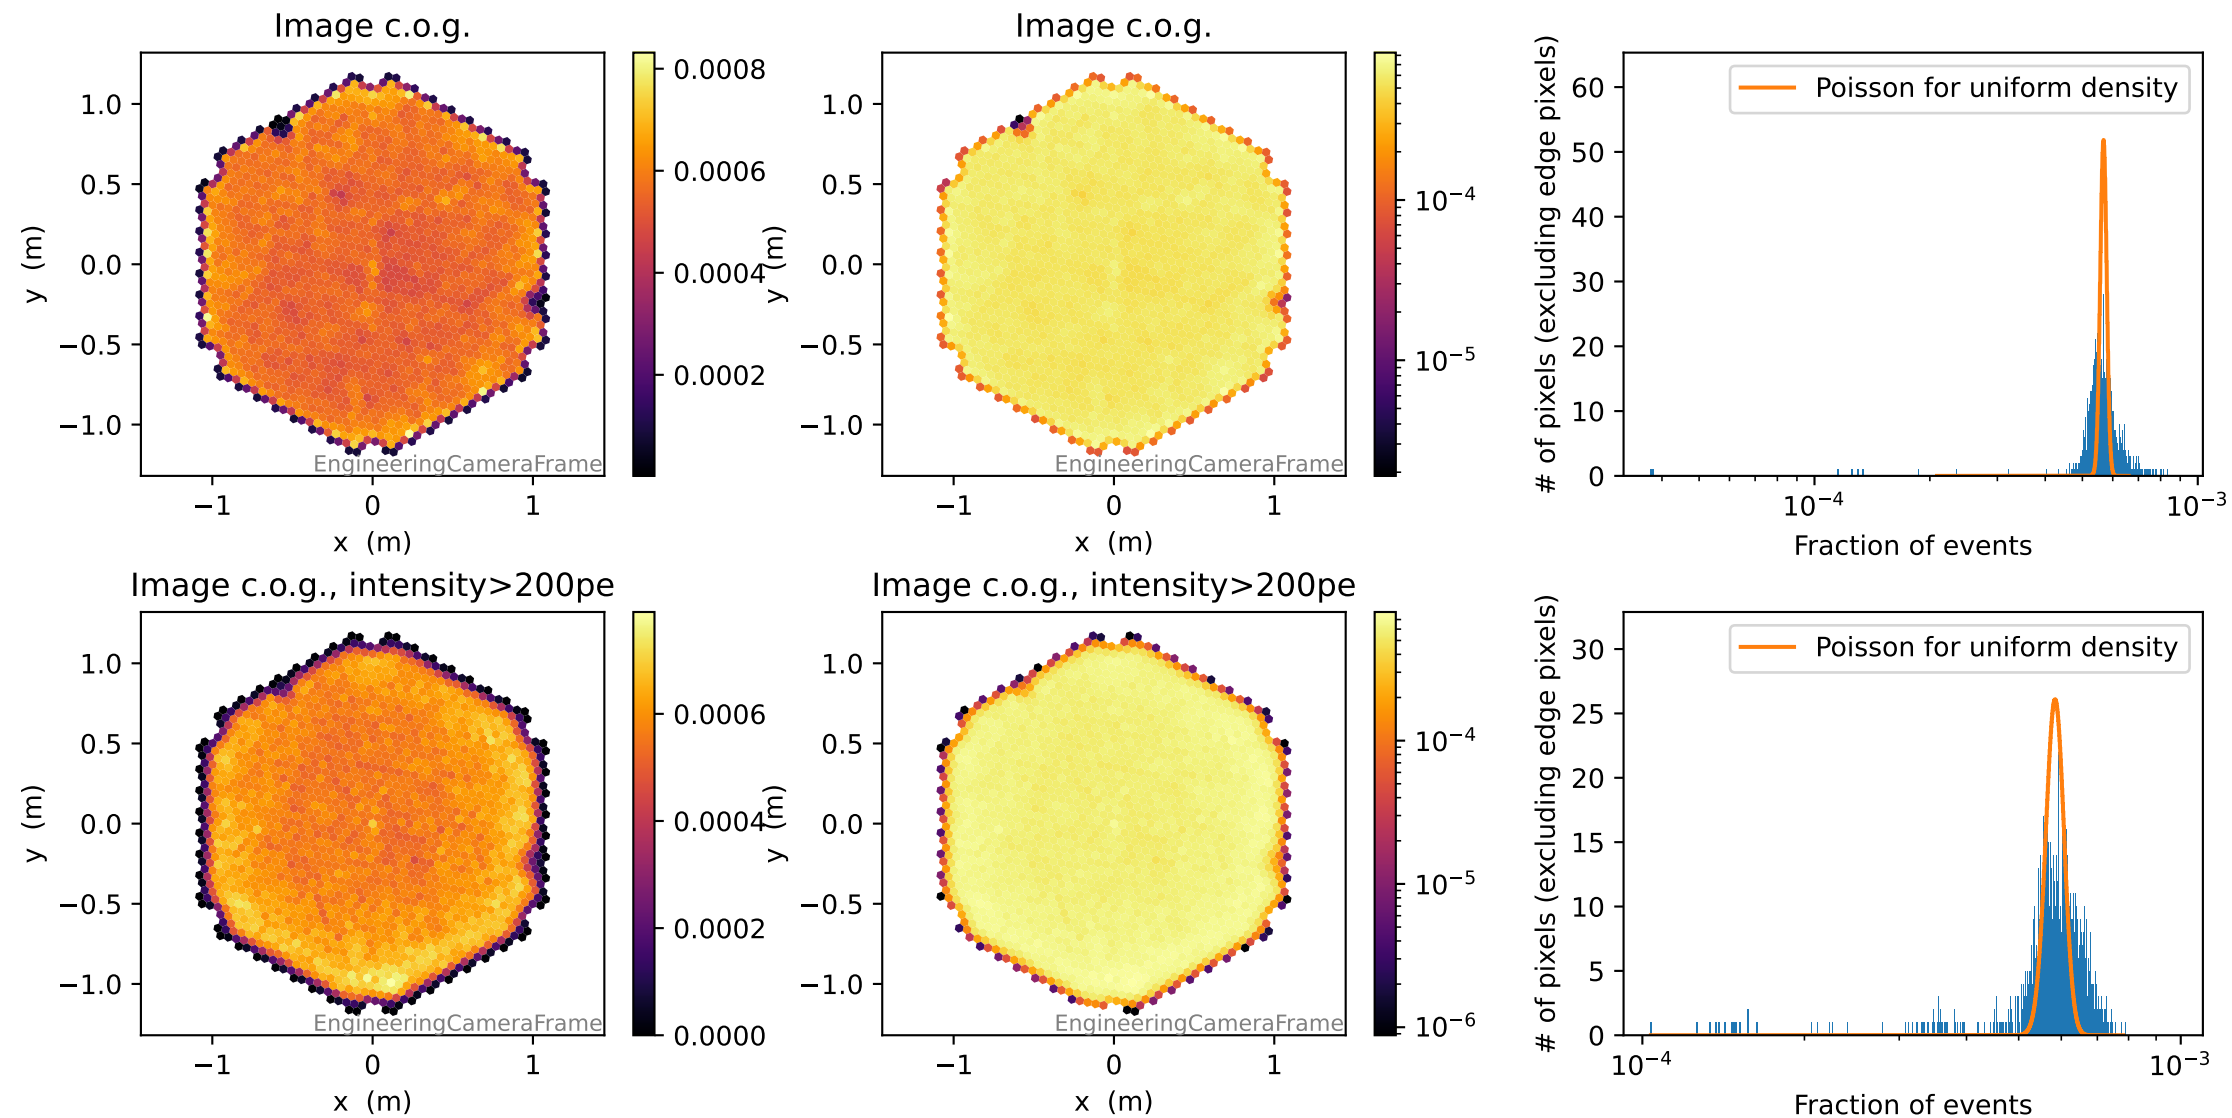 Image c.o.g.
1.0
0.5
0.0
−0.5
−1.0
y (m)
−1
0
1
x (m)
EngineeringCameraFrame
0.0008
0.0006
0.0004
0.0002
Image c.o.g.
1.0
0.5
0.0
−0.5
−1.0
y (m)
−1
0
1
x (m)
EngineeringCameraFrame
10⁻⁴
10⁻⁵
# of pixels (excluding edge pixels)
60
50
40
30
20
10
0
Poisson for uniform density
10⁻⁴
10⁻³
Fraction of events
Image c.o.g., intensity>200pe
1.0
0.5
0.0
−0.5
−1.0
y (m)
−1
0
1
x (m)
EngineeringCameraFrame
0.0006
0.0004
0.0002
0.0000
Image c.o.g., intensity>200pe
1.0
0.5
0.0
−0.5
−1.0
y (m)
−1
0
1
x (m)
EngineeringCameraFrame
10⁻⁴
10⁻⁵
10⁻⁶
# of pixels (excluding edge pixels)
30
25
20
15
10
5
0
Poisson for uniform density
10⁻⁴
10⁻³
Fraction of events